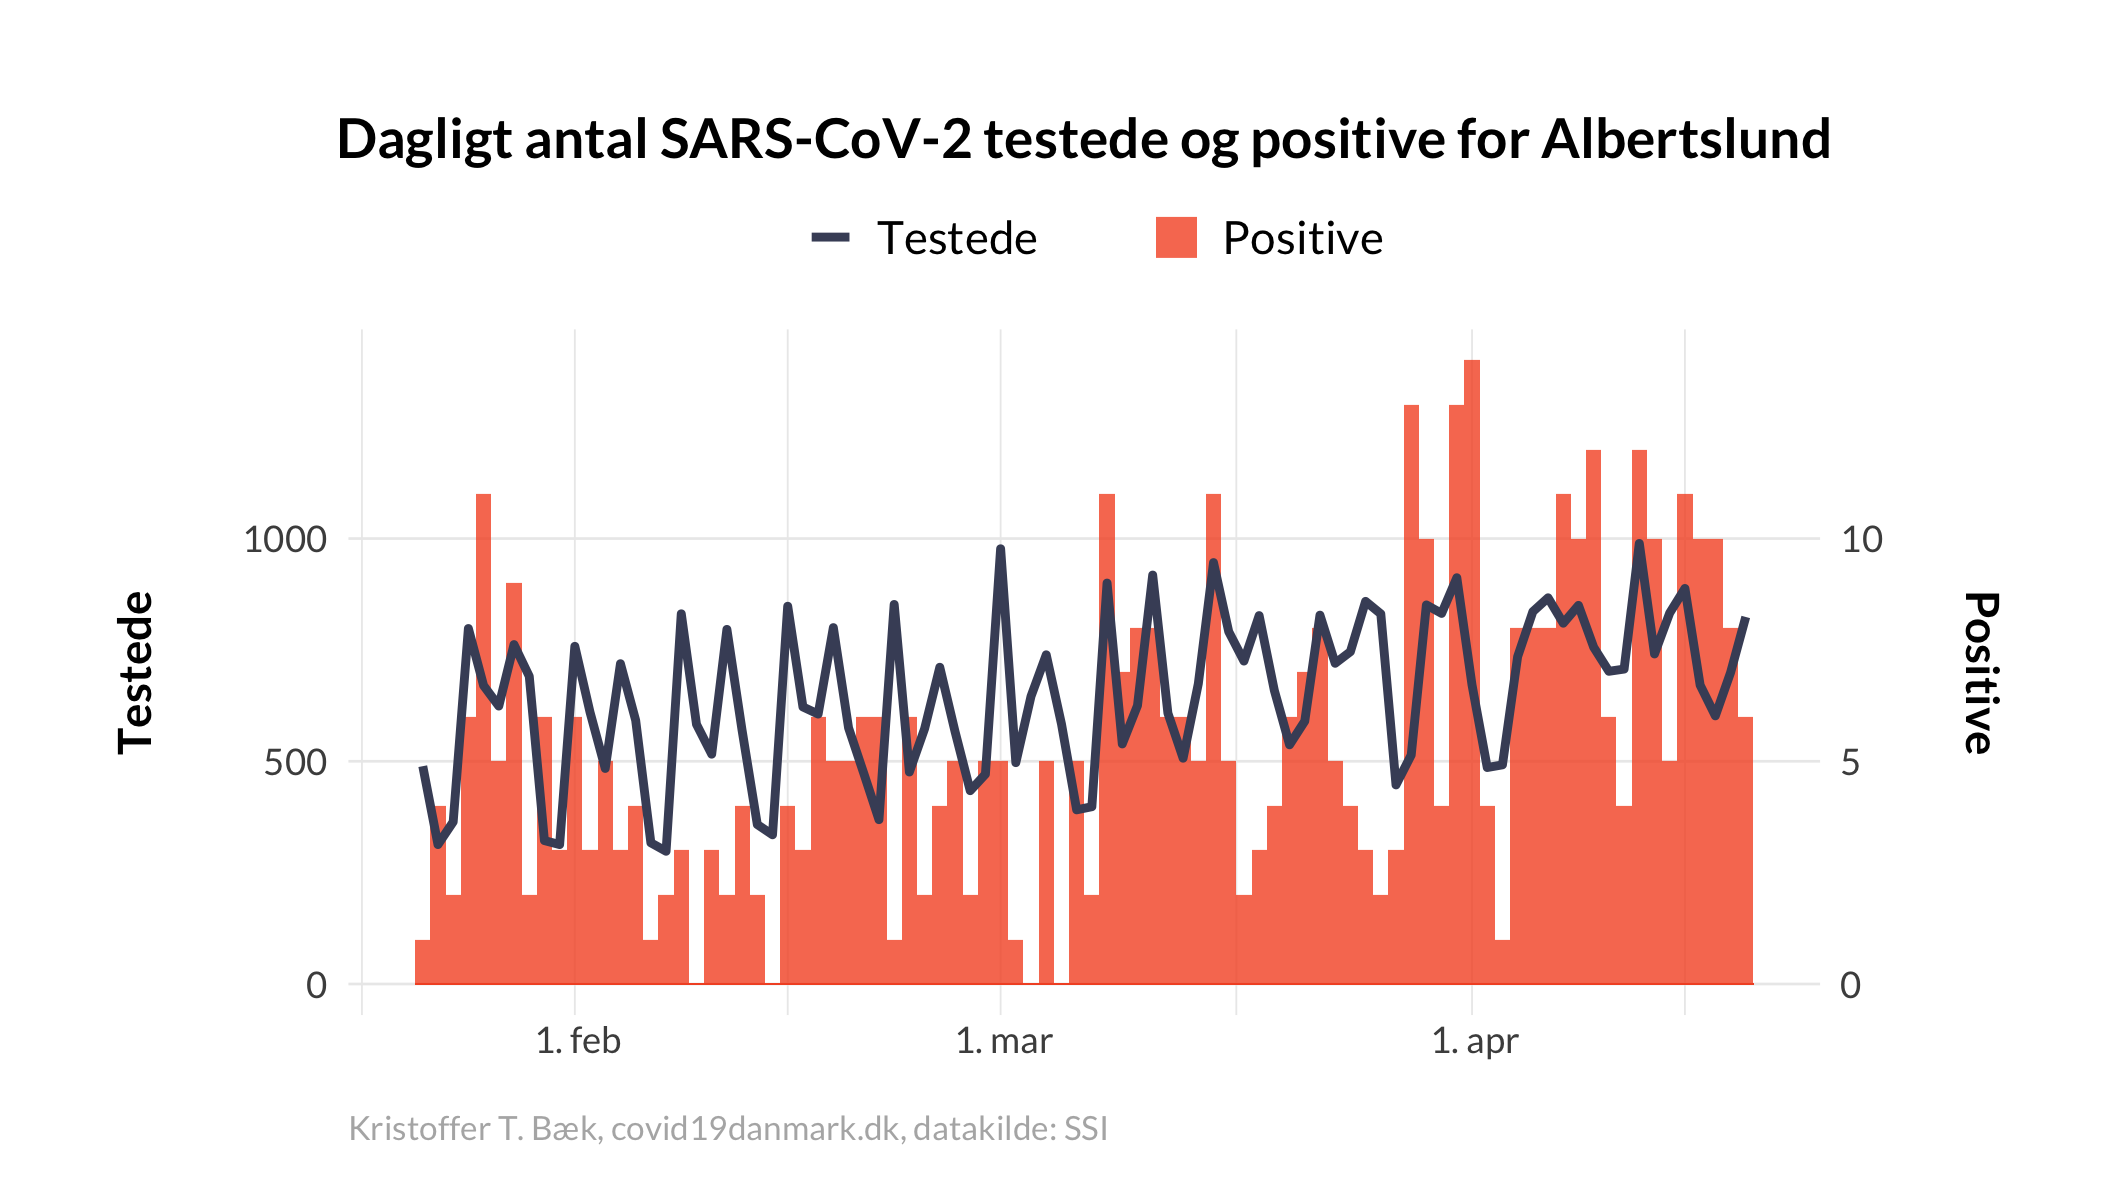 Dagligt antal SARS-CoV-2 testede og positive for Albertslund
Testede Positive
Testede
1000
500
0
10
5
0
Positive
1. feb 1. mar 1. apr
Kristoffer T. Bæk, covid19danmark.dk, datakilde: SSI